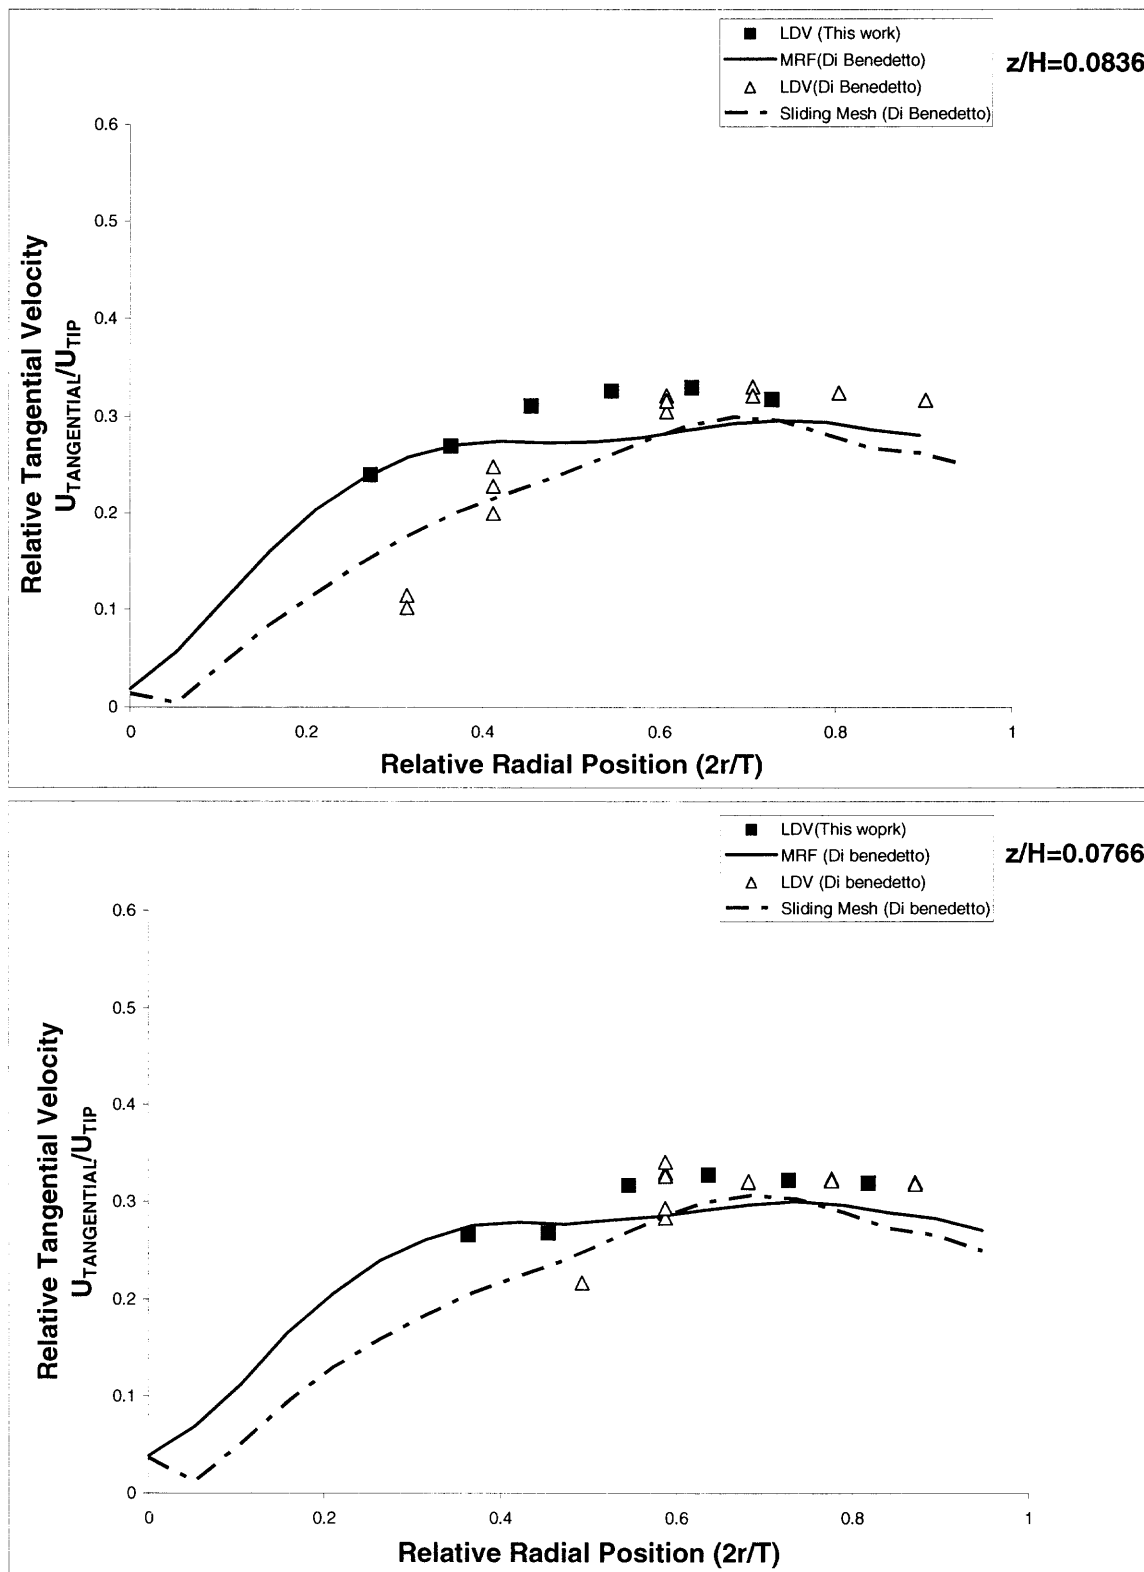 LDV (This work)
MRF(Di Benedetto)
LDV(Di Benedetto)
Sliding Mesh (Di Benedetto)
z/H=0.0836
0.6
0.5
0.4
0.3
0.2
0.1
0
Relative Tangential Velocity
UTANGENTIAL/UTIP
0 0.2 0.4 0.6 0.8 1
Relative Radial Position (2r/T)
LDV(This woprk)
MRF (Di benedetto)
LDV (Di benedetto)
Sliding Mesh (Di benedetto)
z/H=0.0766
0.6
0.5
0.4
0.3
0.2
0.1
0
Relative Tangential Velocity
UTANGENTIAL/UTIP
0 0.2 0.4 0.6 0.8 1
Relative Radial Position (2r/T)